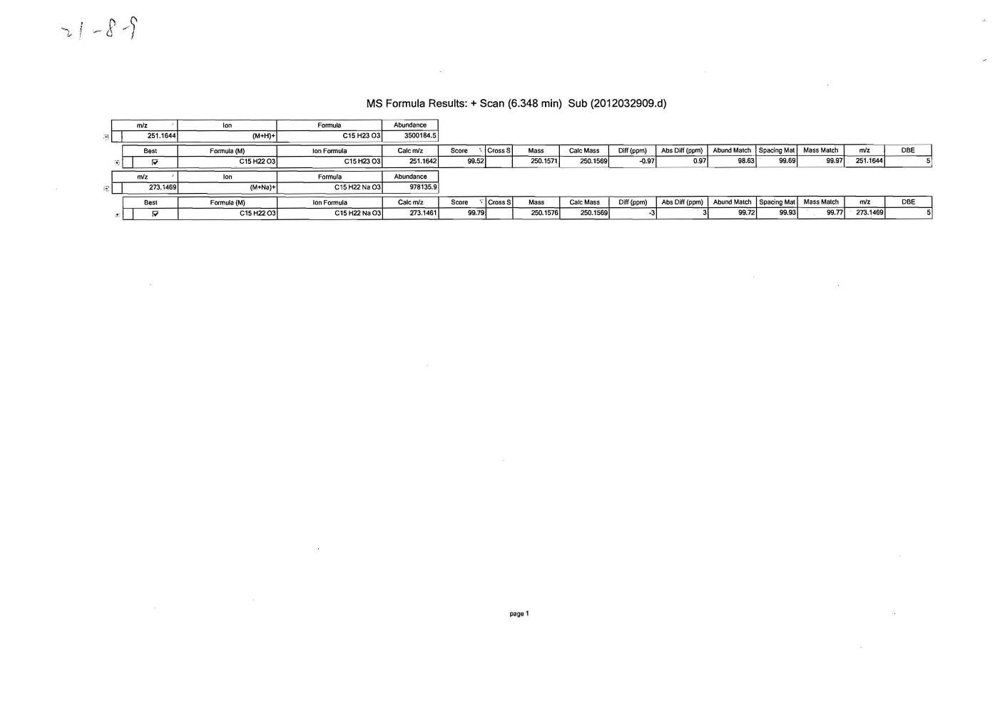 21-8-9
MS Formula Results: + Scan (6.348 min) Sub (2012032909.d)
m/z Ion Formula Abundance
251.1644 (M+H)+ C15 H23 O3 3500184.5
Best Formula (M) Ion Formula Calc m/z Score Cross S Mass Calc Mass Diff (ppm) Abs Diff (ppm) Abund Match Spacing Mat Mass Match m/z DBE
C15 H22 O3 C15 H23 O3 251.1642 99.52 250.1571 250.1569 -0.97 0.97 98.63 99.69 99.97 251.1644 5
m/z Ion Formula Abundance
273.1469 (M+Na)+ C15 H22 Na O3 978135.9
Best Formula (M) Ion Formula Calc m/z Score Cross S Mass Calc Mass Diff (ppm) Abs Diff (ppm) Abund Match Spacing Mat Mass Match m/z DBE
C15 H22 O3 C15 H22 Na O3 273.1461 99.79 250.1576 250.1569 -3 3 99.72 99.93 99.77 273.1469 5
page 1